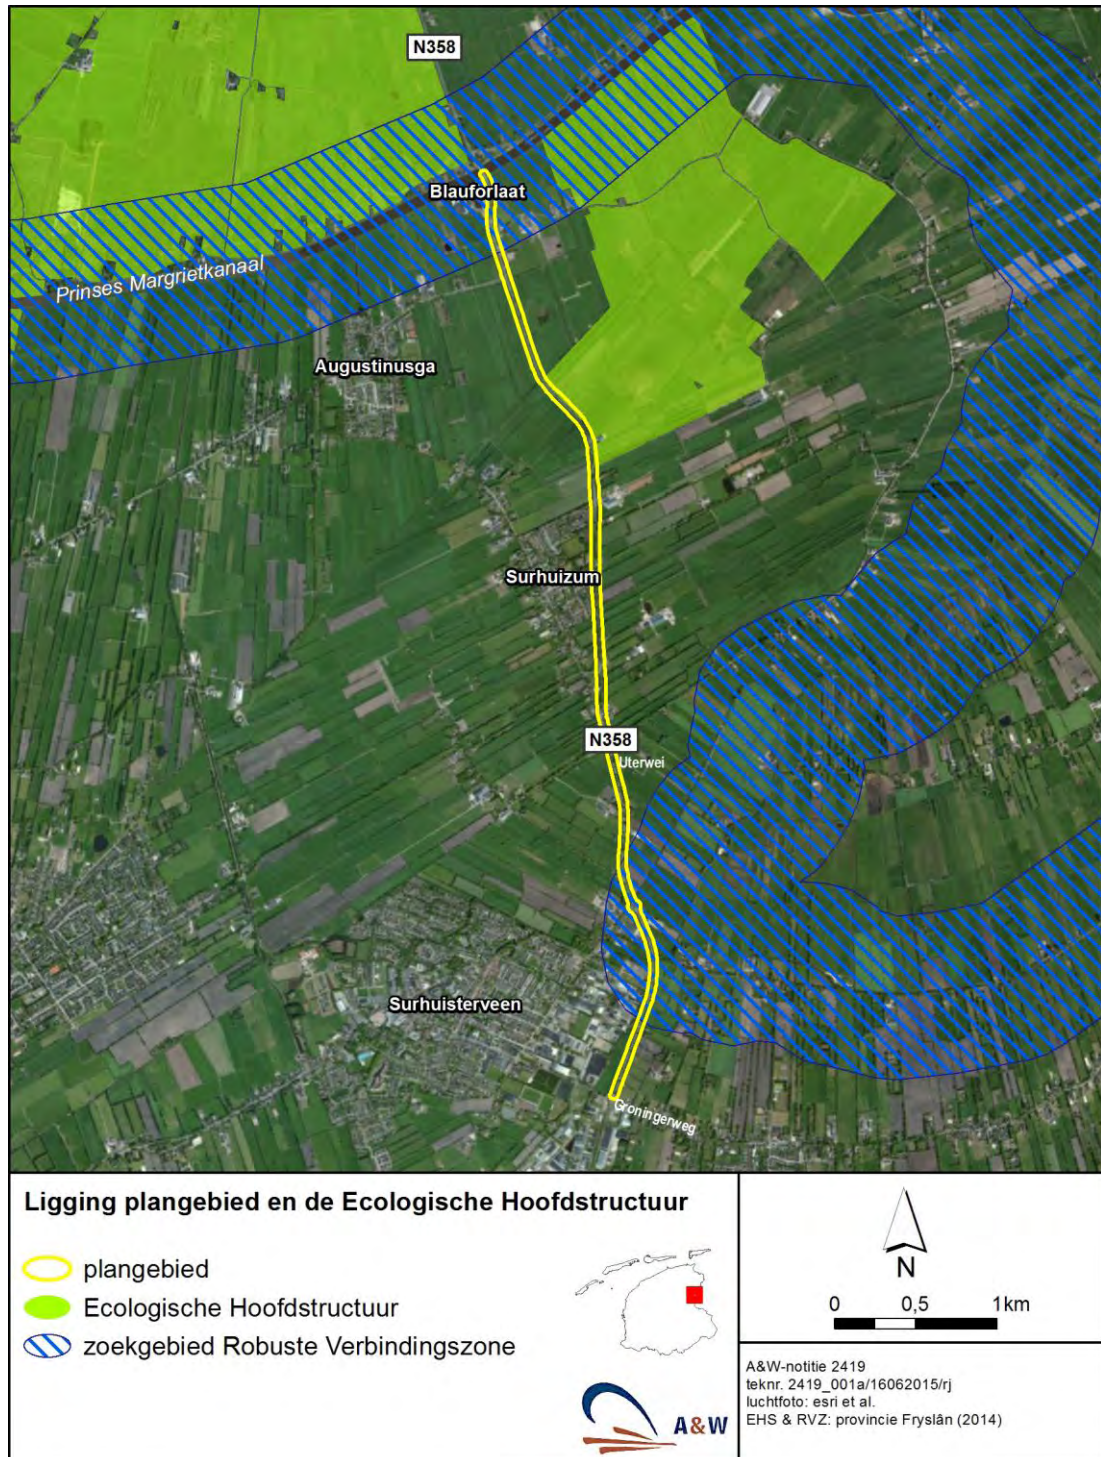 N358
Blauforlaat
Prinses Margrietkanaal
Augustinusga
Surhuizum
N358
Uterwei
Surhuisterveen
Groningerweg
Ligging plangebied en de Ecologische Hoofdstructuur
plangebied
Ecologische Hoofdstructuur
zoekgebied Robuste Verbindingszone
A&W
N
0 0,5 1km
A&W-notitie 2419
teknr. 2419_001a/16062015/rj
luchtfoto: esri et al.
EHS & RVZ: provincie Fryslân (2014)